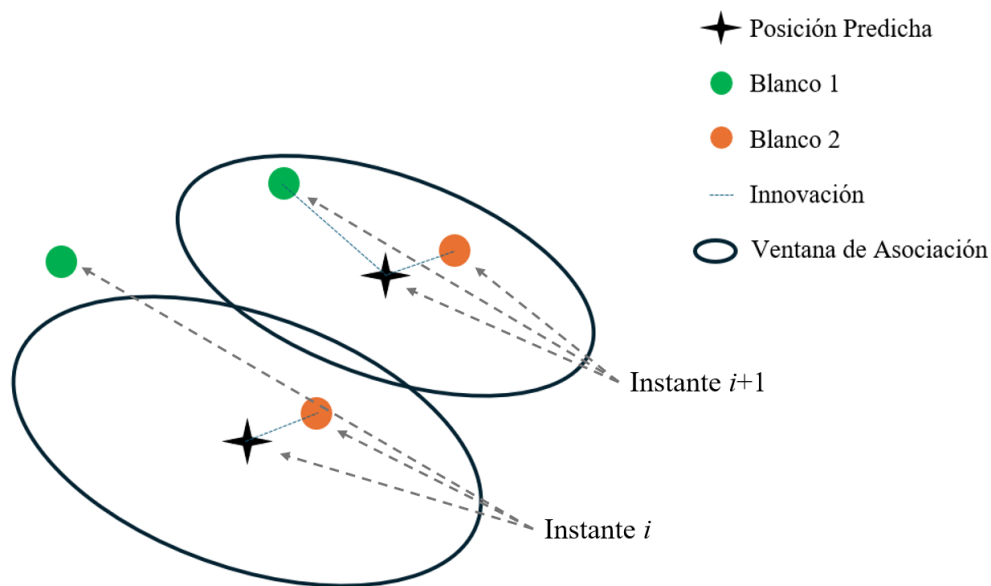 Posición Predicha
Blanco 1
Blanco 2
Innovación
Ventana de Asociación
Instante i+1
Instante i